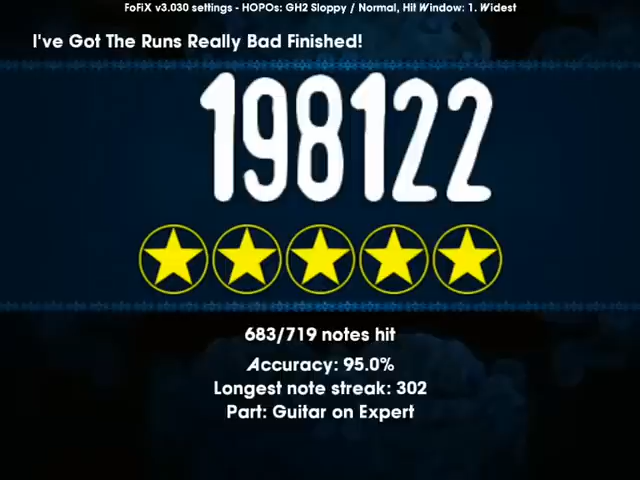 FoFiX v3.030 settings - HOPOs: GH2 Sloppy / Normal, Hit Window: 1. Widest
I've Got The Runs Really Bad Finished!
198122
683/719 notes hit
Accuracy: 95.0%
Longest note streak: 302
Part: Guitar on Expert